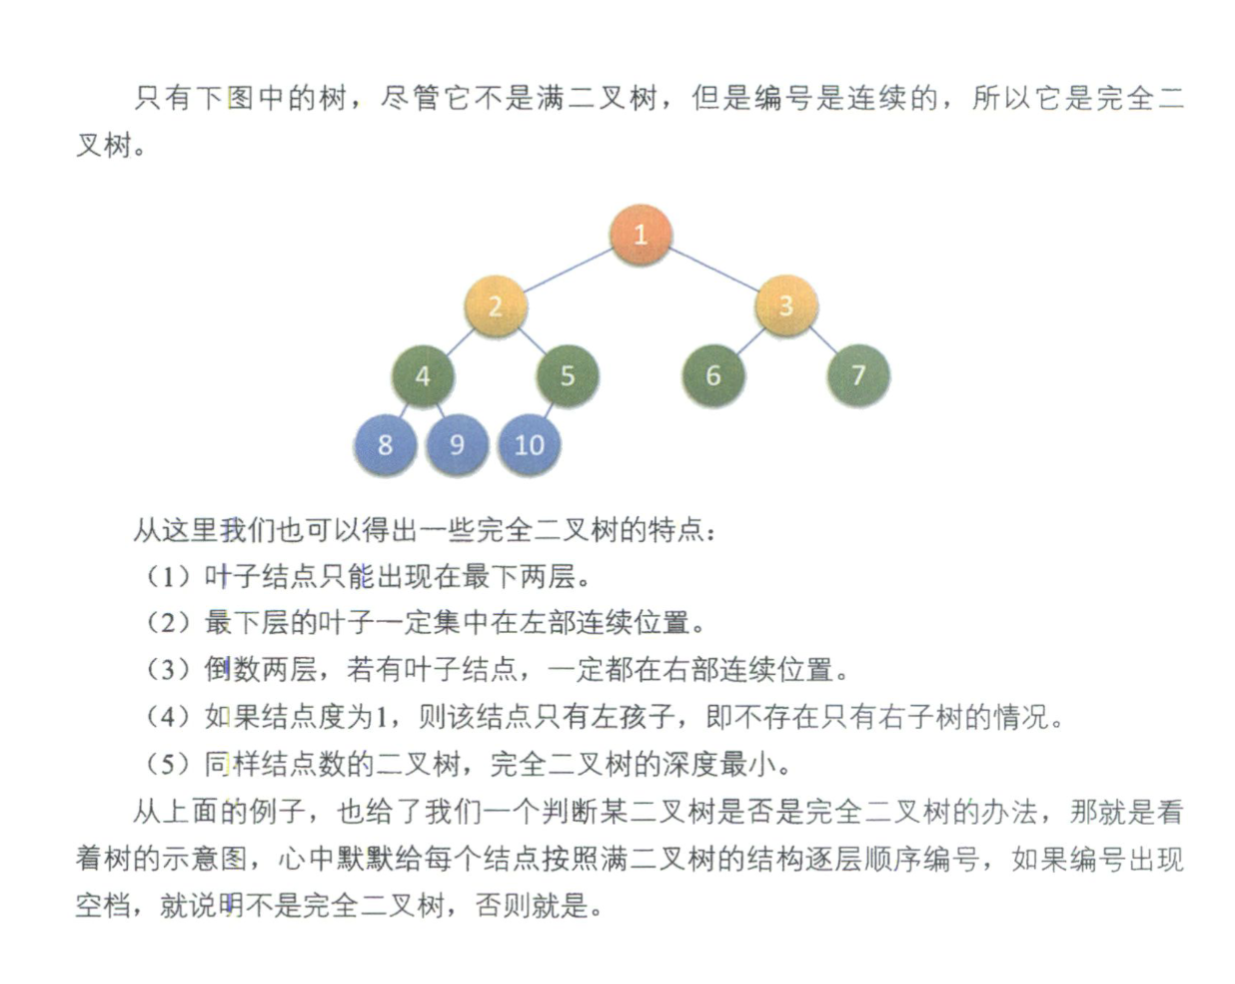 只有下图中的树，尽管它不是满二叉树，但是编号是连续的，所以它是完全二
叉树。
1
2
3
4
5
6
7
8
9
10
从这里我们也可以得出一些完全二叉树的特点：
（1）叶子结点只能出现在最下两层。
（2）最下层的叶子一定集中在左部连续位置。
（3）倒数两层，若有叶子结点，一定都在右部连续位置。
（4）如果结点度为1，则该结点只有左孩子，即不存在只有右子树的情况。
（5）同样结点数的二叉树，完全二叉树的深度最小。
从上面的例子，也给了我们一个判断某二叉树是否是完全二叉树的办法，那就是看
着树的示意图，心中默默给每个结点按照满二叉树的结构逐层顺序编号，如果编号出现
空档，就说明不是完全二叉树，否则就是。